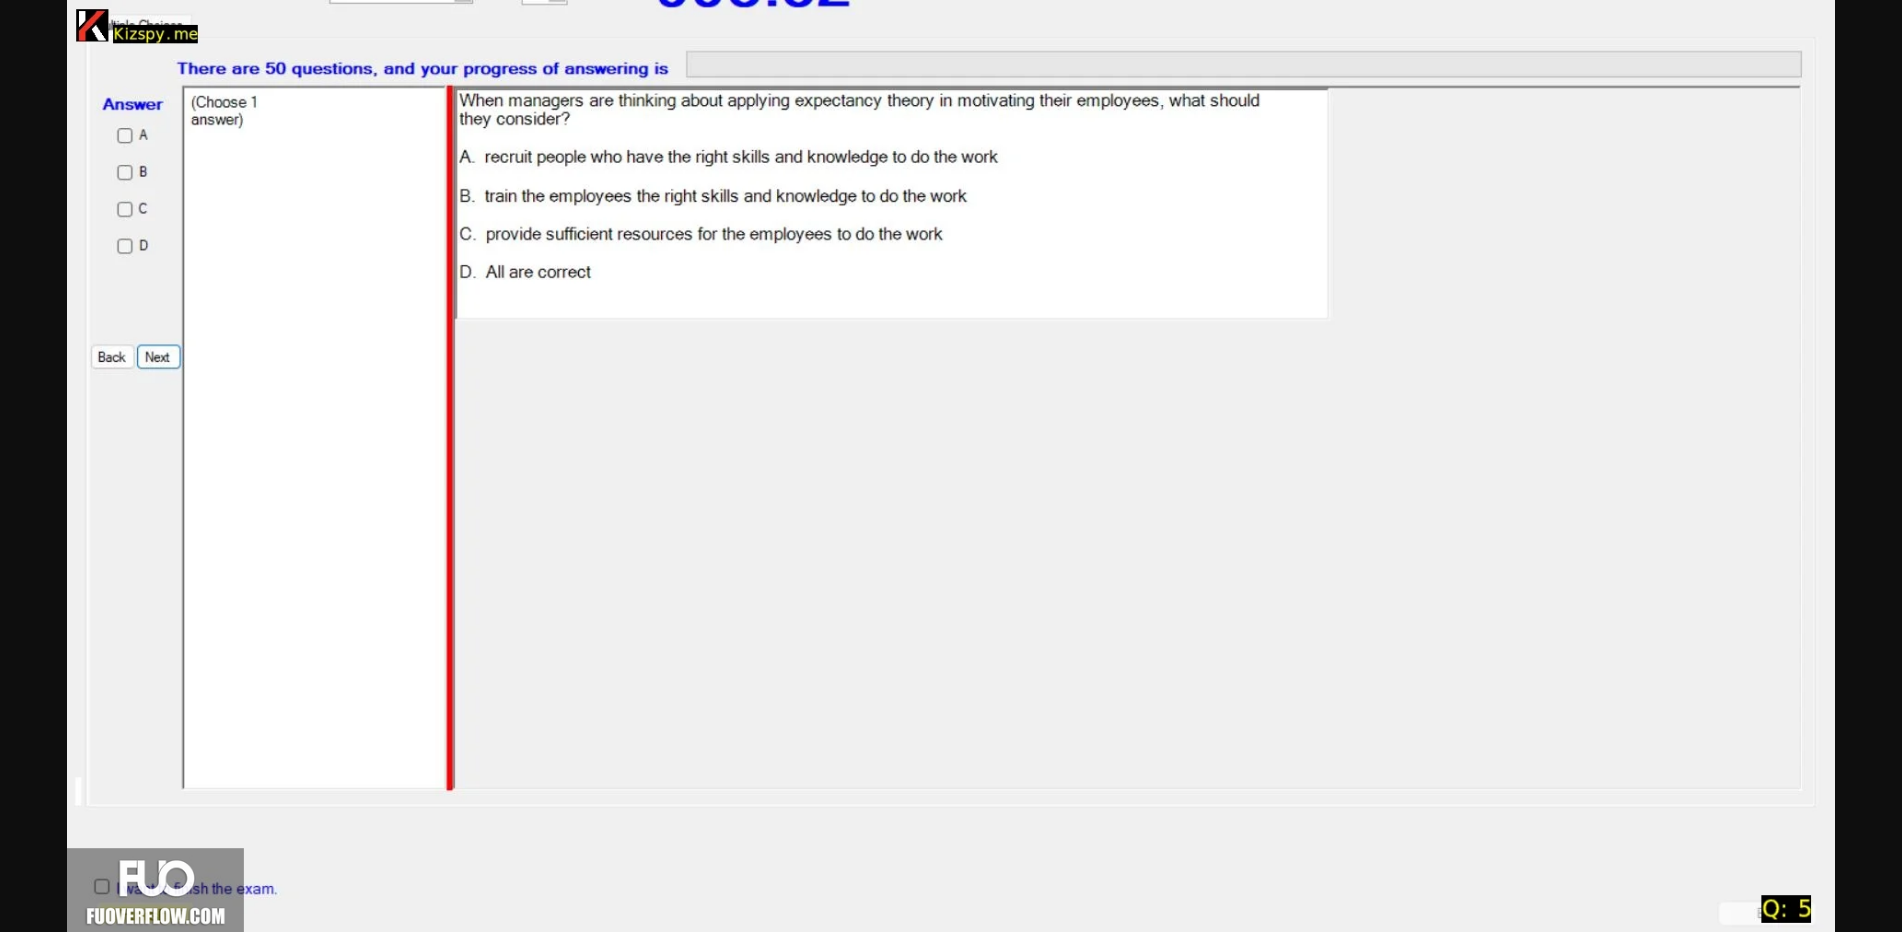 Kizspy.me
There are 50 questions, and your progress of answering is
Answer
(Choose 1
answer)
A
B
C
D
Back
Next
When managers are thinking about applying expectancy theory in motivating their employees, what should
they consider?
A. recruit people who have the right skills and knowledge to do the work
B. train the employees the right skills and knowledge to do the work
C. provide sufficient resources for the employees to do the work
D. All are correct
FUO
the exam.
FUOVERFLOW.COM
Q: 5